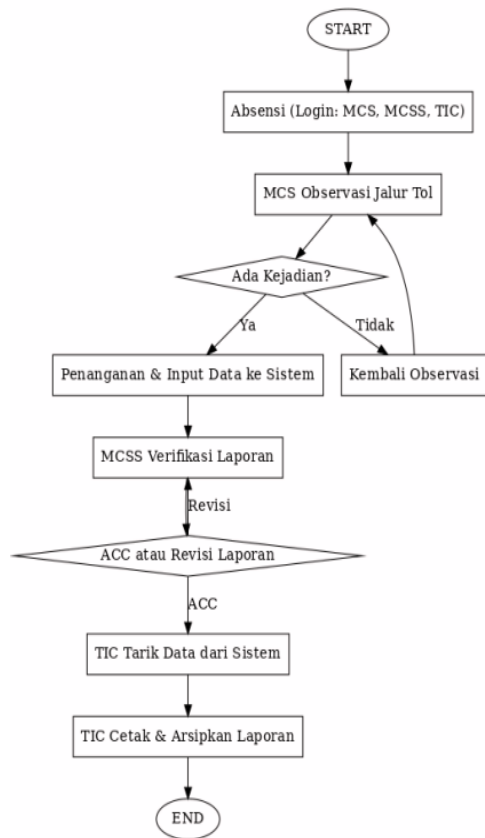 START
Absensi (Login: MCS, MCSS, TIC)
MCS Observasi Jalur Tol
Ada Kejadian?
Ya
Tidak
Penanganan & Input Data ke Sistem
Kembali Observasi
MCSS Verifikasi Laporan
Revisi
ACC atau Revisi Laporan
ACC
TIC Tarik Data dari Sistem
TIC Cetak & Arsipkan Laporan
END